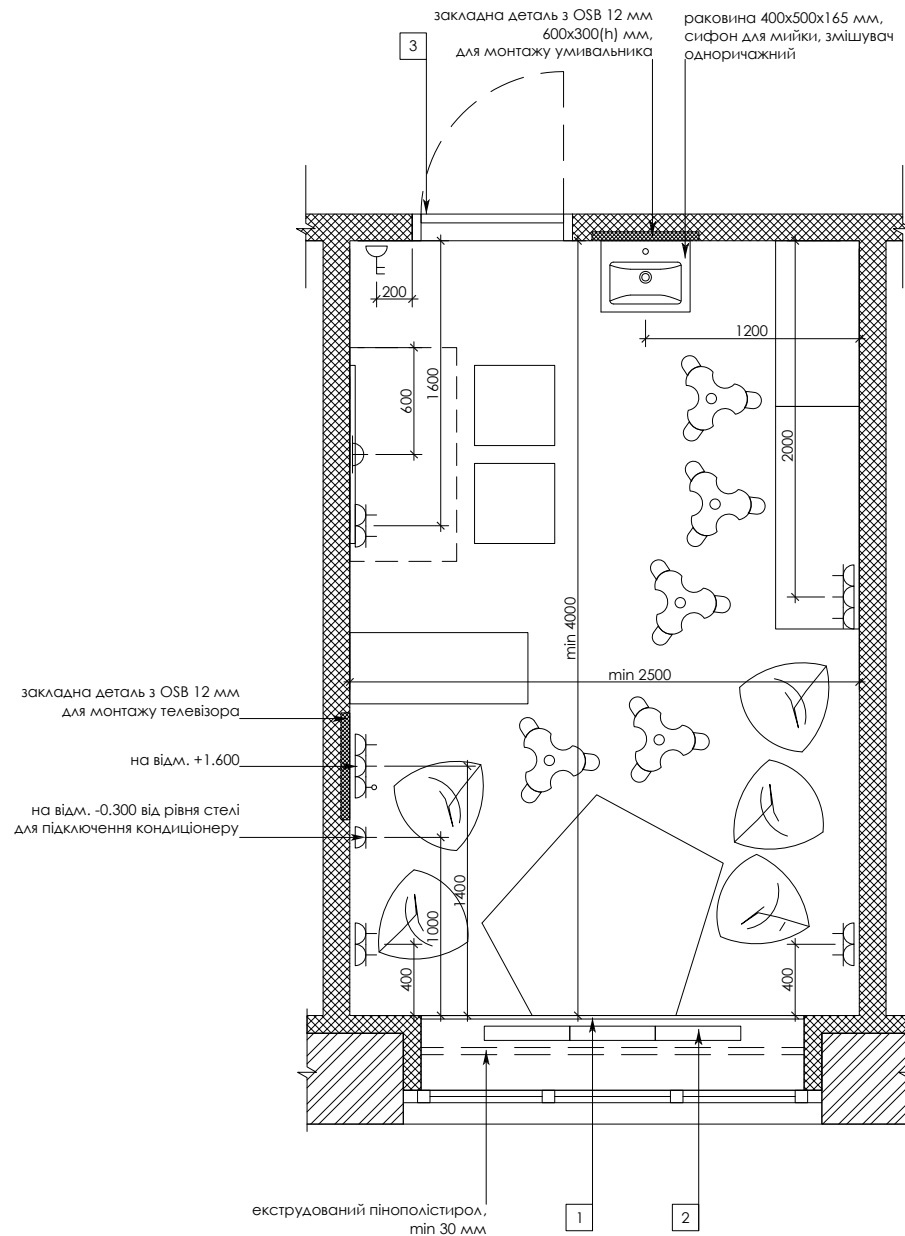 закладна деталь з OSB 12 мм
600x300(h) мм,
для монтажу умивальника
раковина 400x500x165 мм,
сифон для мийки, змішувач
одноричажний
3
200
1200
600
1600
2000
min 4000
min 2500
закладна деталь з OSB 12 мм
для монтажу телевізора
на відм. +1.600
на відм. -0.300 від рівня стелі
для підключення кондиціонеру
1400
1000
400
400
екструдований пінополістирол,
min 30 мм
1
2